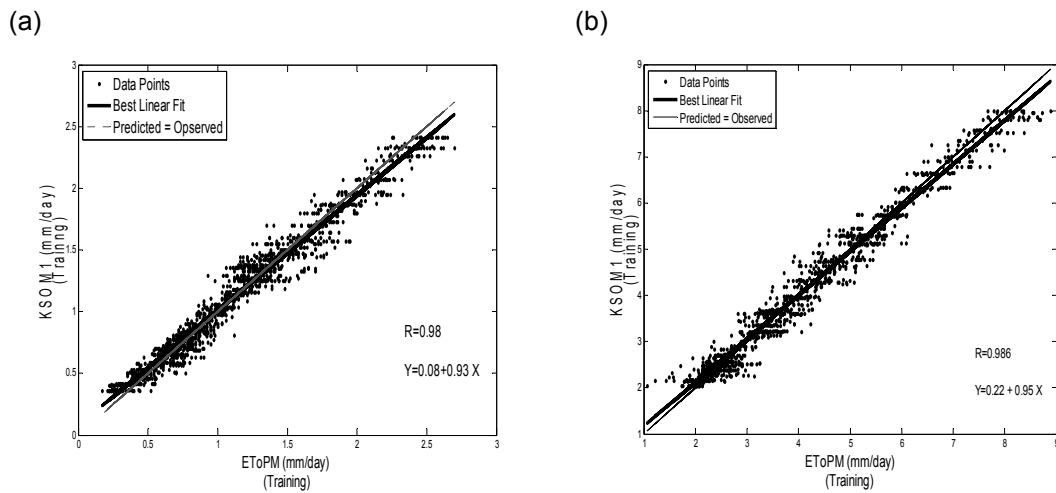 (a)
3
2.5
2
1.5
1
0.5
0
0
0.5
1
1.5
2
2.5
3
Data Points
Best Linear Fit
Predicted = Observed
R=0.98
Y=0.08+0.93 X
KSOM1 (mm/day)
(Training)
EToPM (mm/day)
(Training)
(b)
9
8
7
6
5
4
3
2
1
1
2
3
4
5
6
7
8
9
Data Points
Best Linear Fit
Predicted = Observed
R=0.986
Y=0.22 + 0.95 X
KSOM1 (mm/day)
(Training)
EToPM (mm/day)
(Training)